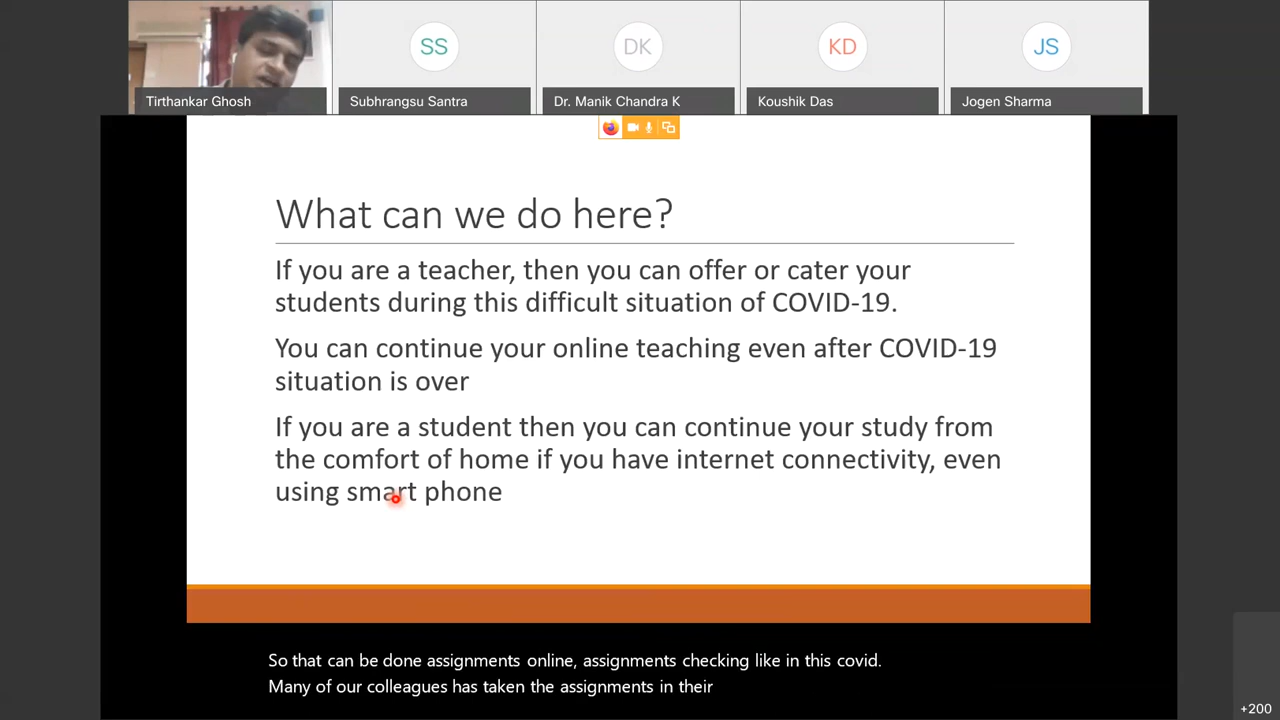 SS
DK
KD
JS
Tirthankar Ghosh
Subhrangsu Santra
Dr. Manik Chandra K
Koushik Das
Jogen Sharma
What can we do here?
If you are a teacher, then you can offer or cater your
students during this difficult situation of COVID-19.
You can continue your online teaching even after COVID-19
situation is over
If you are a student then you can continue your study from
the comfort of home if you have internet connectivity, even
using smart phone
So that can be done assignments online, assignments checking like in this covid.
Many of our colleagues has taken the assignments in their
+200